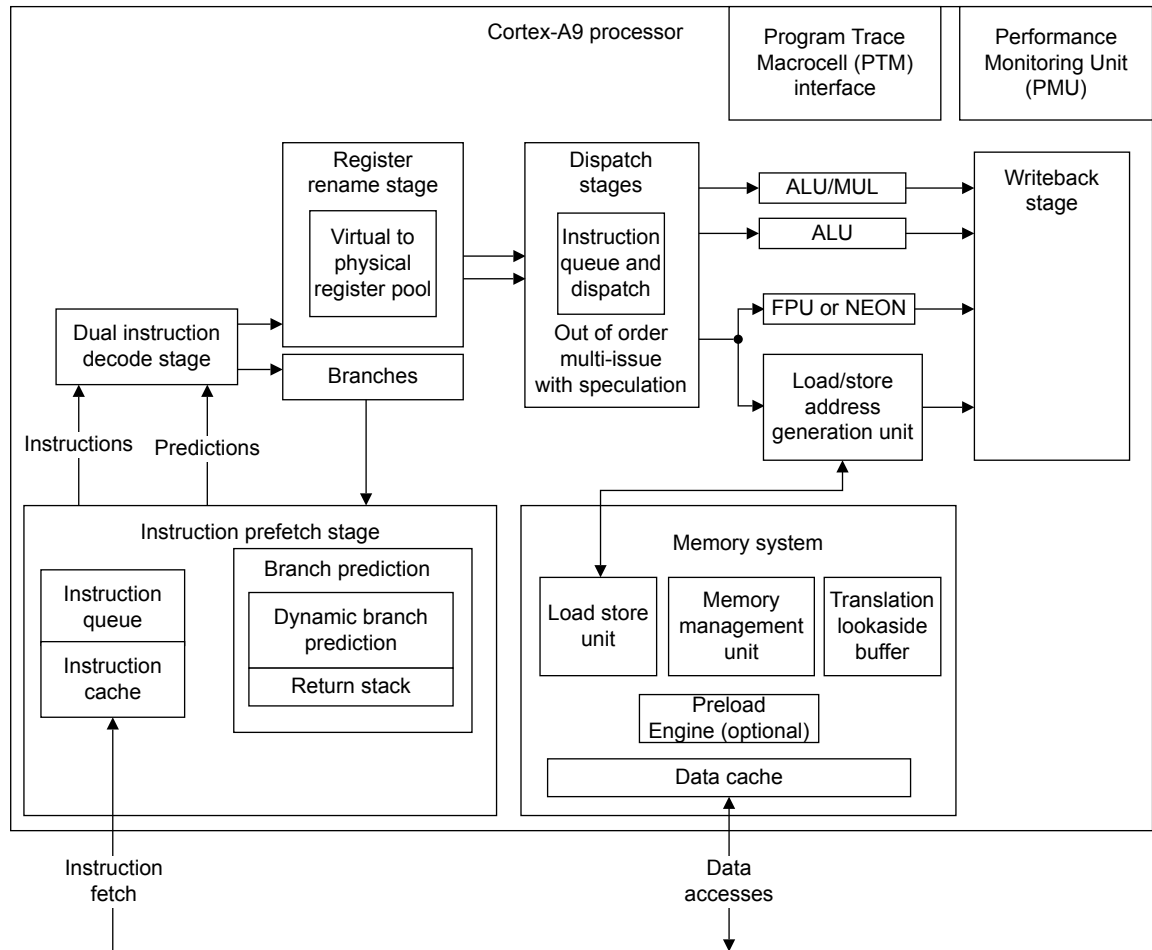 Cortex-A9 processor
Program Trace
Macrocell (PTM)
interface
Performance
Monitoring Unit
(PMU)
Register
rename stage
Virtual to
physical
register pool
Dispatch
stages
Instruction
queue and
dispatch
Out of order
multi-issue
with speculation
ALU/MUL
ALU
FPU or NEON
Load/store
address
generation unit
Writeback
stage
Dual instruction
decode stage
Branches
Instructions
Predictions
Instruction prefetch stage
Instruction
queue
Instruction
cache
Branch prediction
Dynamic branch
prediction
Return stack
Memory system
Load store
unit
Memory
management
unit
Translation
lookaside
buffer
Preload
Engine (optional)
Data cache
Instruction
fetch
Data
accesses